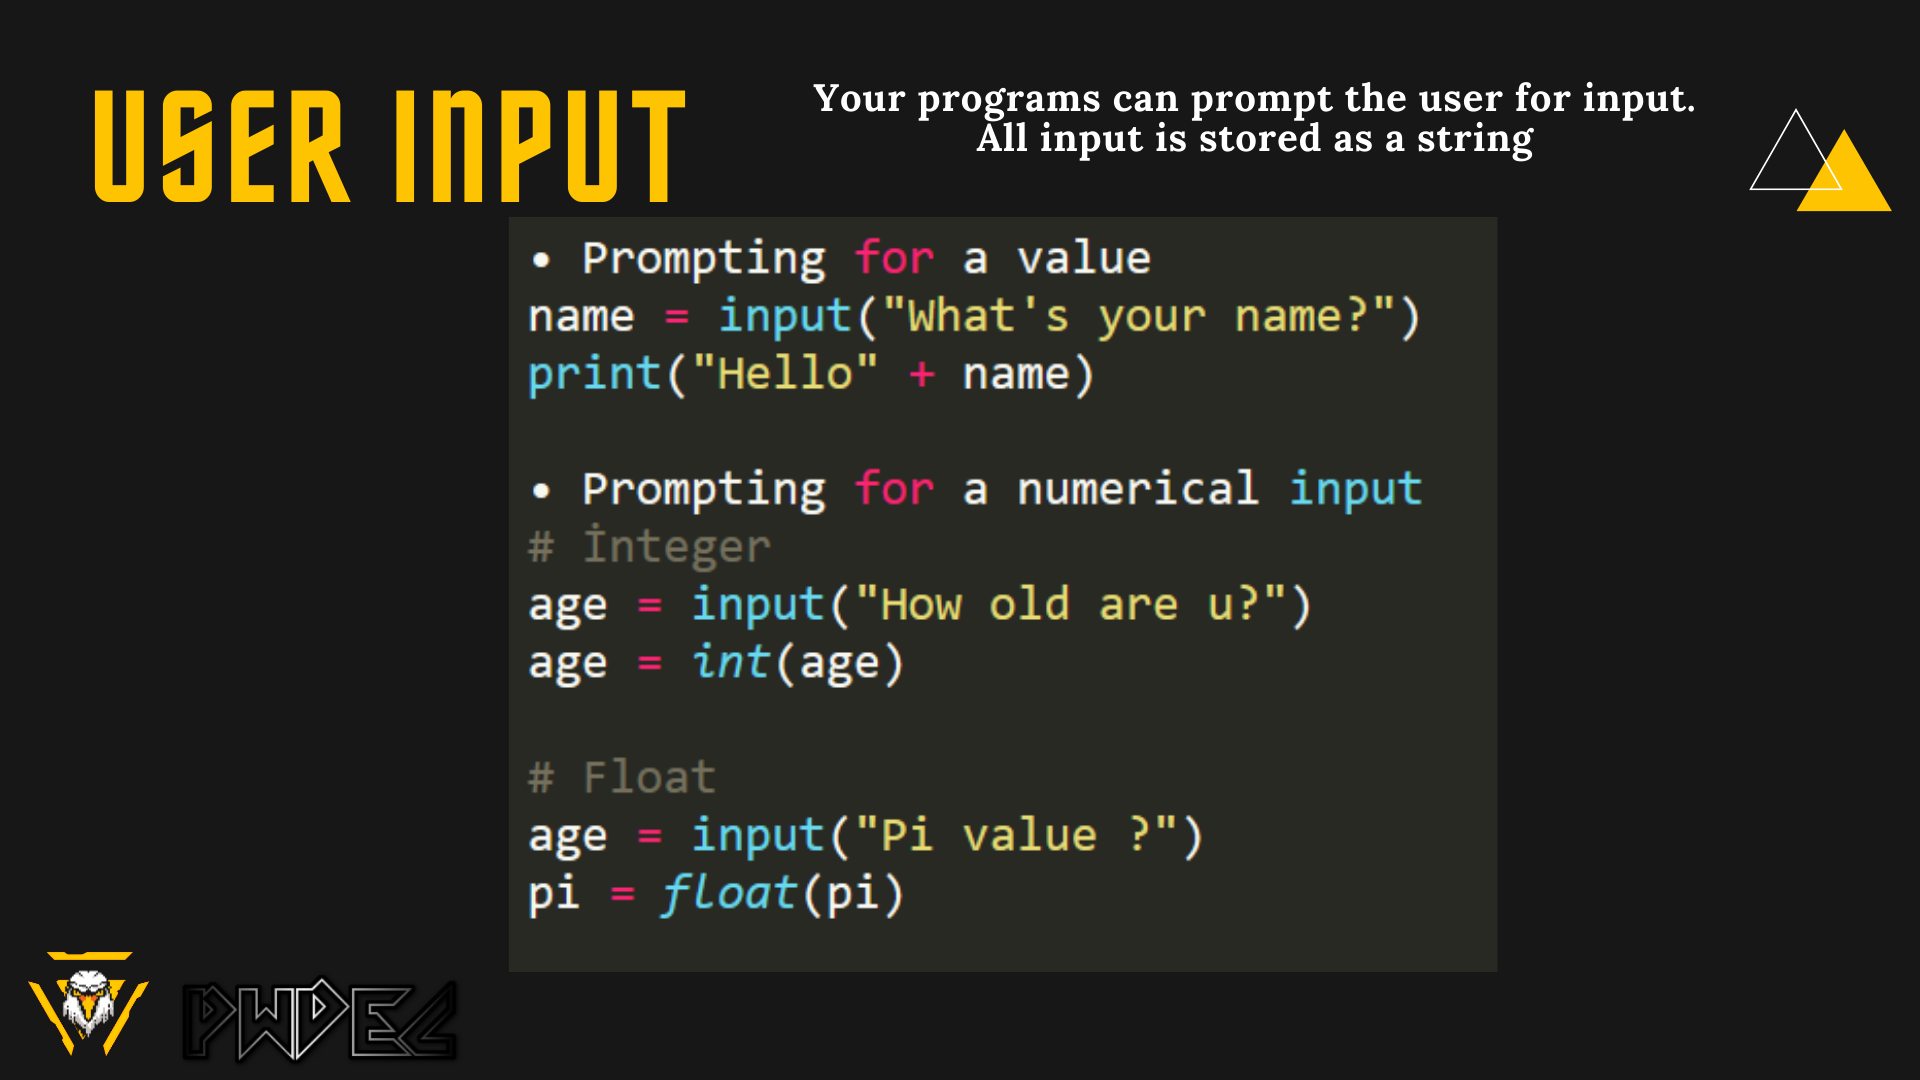 USER INPUT
Your programs can prompt the user for input.
All input is stored as a string
• Prompting for a value
name = input("What's your name?")
print("Hello" + name)
• Prompting for a numerical input
# İnteger
age = input("How old are u?")
age = int(age)
# Float
age = input("Pi value ?")
pi = float(pi)